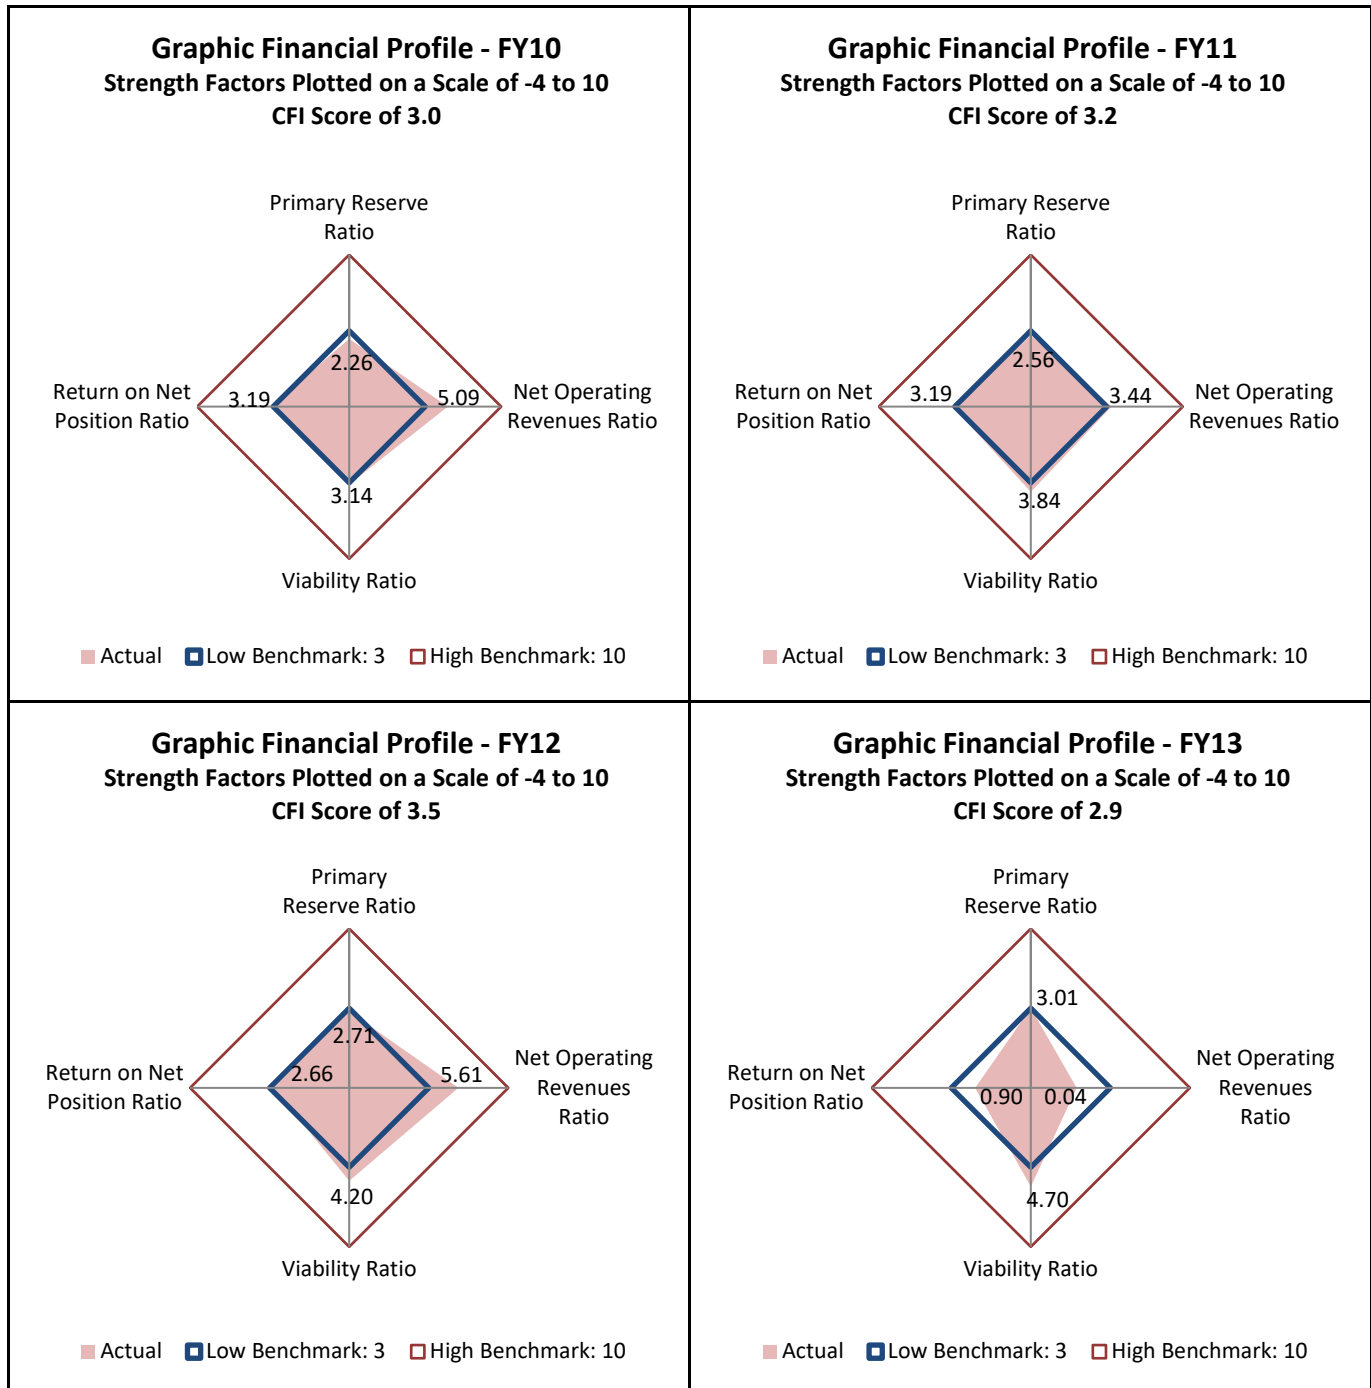 Graphic Financial Profile - FY10
Strength Factors Plotted on a Scale of -4 to 10
CFI Score of 3.0
Primary Reserve
Ratio
2.26
Return on Net
Position Ratio
3.19
5.09
Net Operating
Revenues Ratio
3.14
Viability Ratio
Actual Low Benchmark: 3 High Benchmark: 10
Graphic Financial Profile - FY11
Strength Factors Plotted on a Scale of -4 to 10
CFI Score of 3.2
Primary Reserve
Ratio
2.56
Return on Net
Position Ratio
3.19
3.44
Net Operating
Revenues Ratio
3.84
Viability Ratio
Actual Low Benchmark: 3 High Benchmark: 10
Graphic Financial Profile - FY12
Strength Factors Plotted on a Scale of -4 to 10
CFI Score of 3.5
Primary
Reserve Ratio
2.71
Return on Net
Position Ratio
2.66
5.61
Net Operating
Revenues
Ratio
4.20
Viability Ratio
Actual Low Benchmark: 3 High Benchmark: 10
Graphic Financial Profile - FY13
Strength Factors Plotted on a Scale of -4 to 10
CFI Score of 2.9
Primary
Reserve Ratio
3.01
Return on Net
Position Ratio
0.90
0.04
Net Operating
Revenues
Ratio
4.70
Viability Ratio
Actual Low Benchmark: 3 High Benchmark: 10